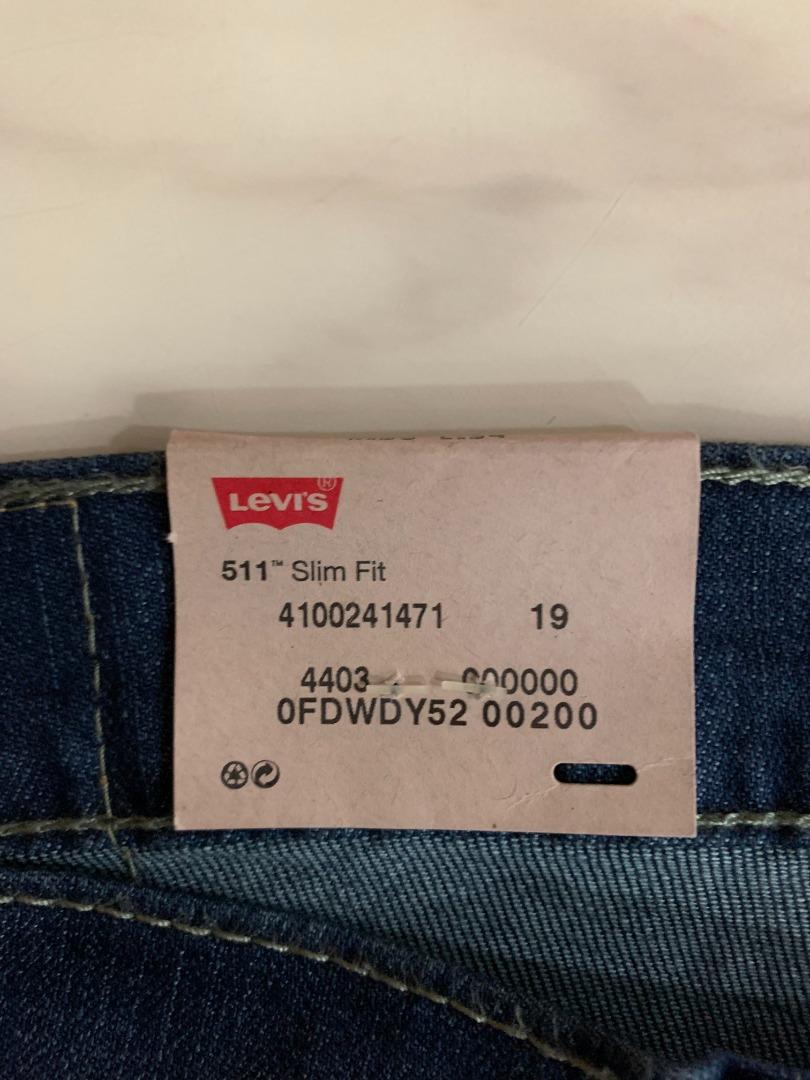 LEVI'S®
511™ Slim Fit
4100241471 19
4403 000000
0FDWDY52 00200